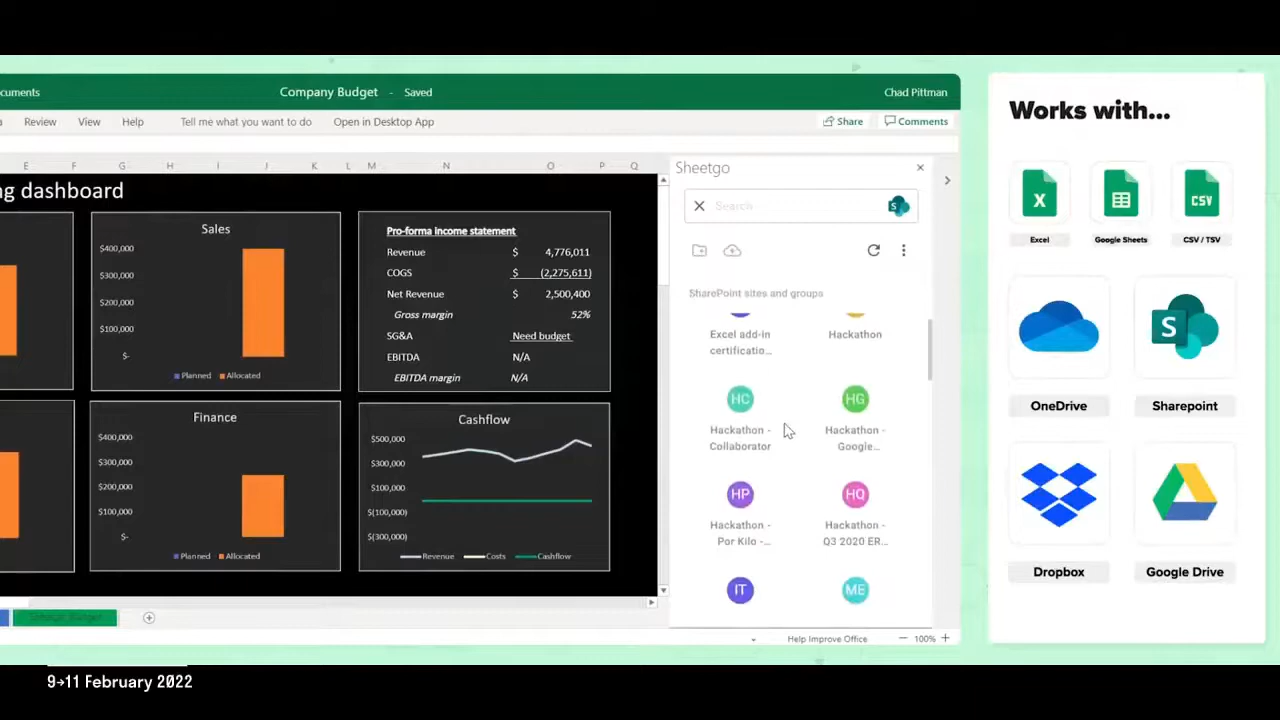 cuments
Company Budget - Saved
Chad Pittman
Review
View
Help
Tell me what you want to do
Open in Desktop App
Share
Comments
E F G H I J K L M N O P Q
ng dashboard
Sales
$400,000
$300,000
$200,000
$100,000
$-
Planned Allocated
Pro-forma income statement
Revenue $ 4,776,011
COGS $ (2,275,611)
Net Revenue $ 2,500,400
Gross margin 52%
SG&A Need budget
EBITDA N/A
EBITDA margin N/A
Finance
$400,000
$300,000
$200,000
$100,000
$-
Planned Allocated
Cashflow
$500,000
$300,000
$100,000
$(100,000)
$(300,000)
Revenue Costs Cashflow
Sheetgo
Search
S
SharePoint sites and groups
Excel add-in
certificatio...
Hackathon
HC
Hackathon -
Collaborator
HG
Hackathon -
Google...
HP
Hackathon -
Por Kilo -...
HQ
Hackathon -
Q3 2020 ER...
IT
ME
Help Improve Office
100%
Works with...
X
Excel
Google Sheets
CSV
CSV / TSV
OneDrive
S
Sharepoint
Dropbox
Google Drive
9→11 February 2022